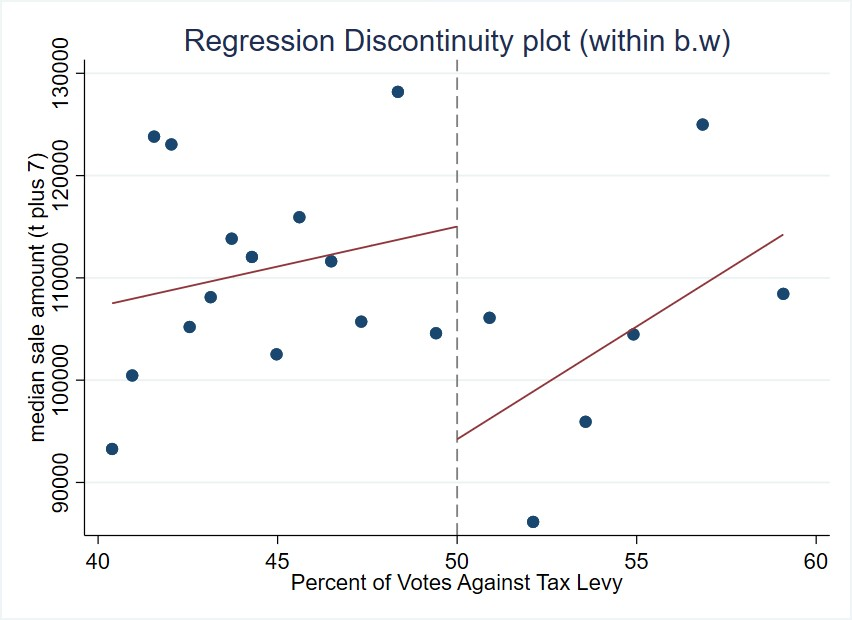 Regression Discontinuity plot (within b.w)
median sale amount (t plus 7)
130000
120000
110000
100000
90000
40 45 50 55 60
Percent of Votes Against Tax Levy